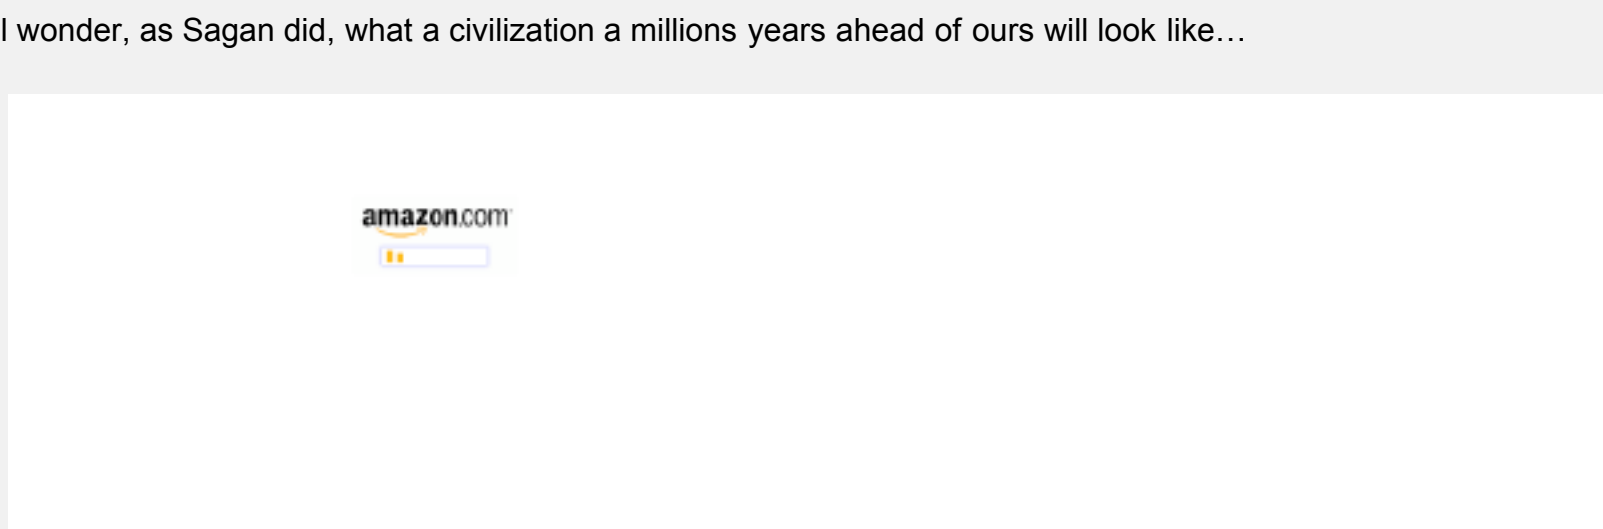 I wonder, as Sagan did, what a civilization a millions years ahead of ours will look like…
amazon.com